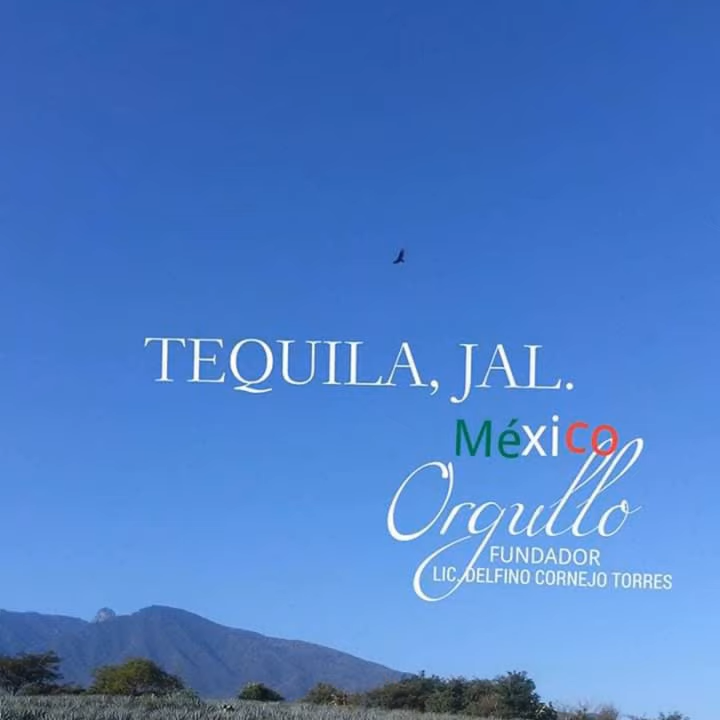 TEQUILA, JAL.
México
Orgullo
FUNDADOR
LIC. DELFINO CORNEJO TORRES